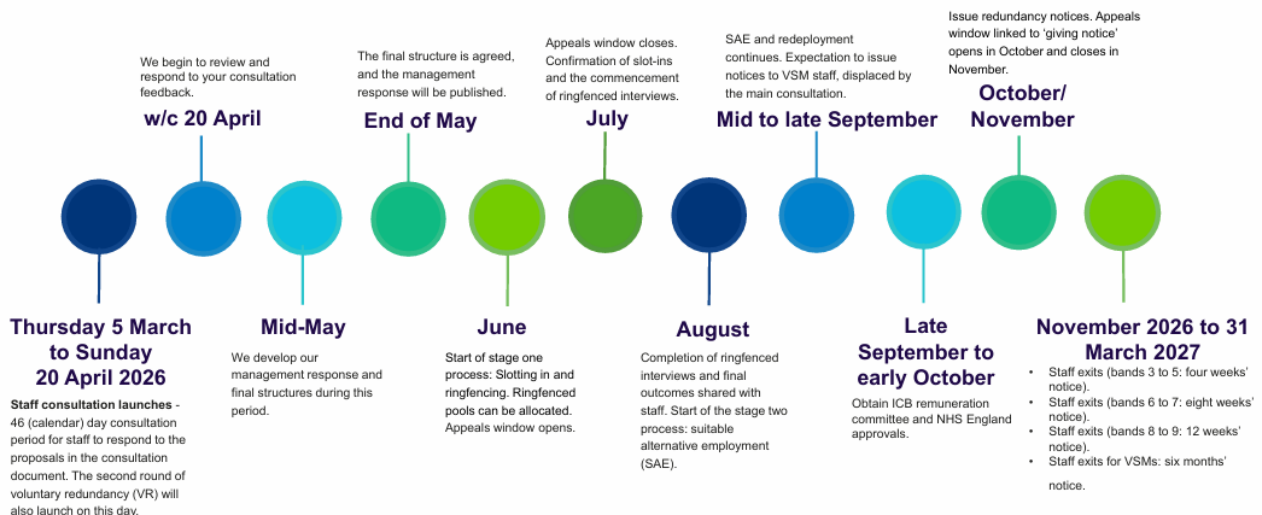 Thursday 5 March
to Sunday
20 April 2026
Staff consultation launches -
46 (calendar) day consultation
period for staff to respond to the
proposals in the consultation
document. The second round of
voluntary redundancy (VR) will
also launch on this day.
We begin to review and
respond to your consultation
feedback.
w/c 20 April
Mid-May
We develop our
management response and
final structures during this
period.
The final structure is agreed,
and the management
response will be published.
End of May
June
Start of stage one
process: Slotting in and
ringfencing. Ringfenced
pools can be allocated.
Appeals window opens.
Appeals window closes.
Confirmation of slot-ins
and the commencement
of ringfenced interviews.
July
August
Completion of ringfenced
interviews and final
outcomes shared with
staff. Start of the stage two
process: suitable
alternative employment
(SAE).
SAE and redeployment
continues. Expectation to issue
notices to VSM staff, displaced by
the main consultation.
Mid to late September
Late
September to
early October
Obtain ICB remuneration
committee and NHS England
approvals.
Issue redundancy notices. Appeals
window linked to ‘giving notice’
opens in October and closes in
November.
October/
November
November 2026 to 31
March 2027
• Staff exits (bands 3 to 5: four weeks’
notice).
• Staff exits (bands 6 to 7: eight weeks’
notice).
• Staff exits (bands 8 to 9: 12 weeks’
notice).
• Staff exits for VSMs: six months’
notice.